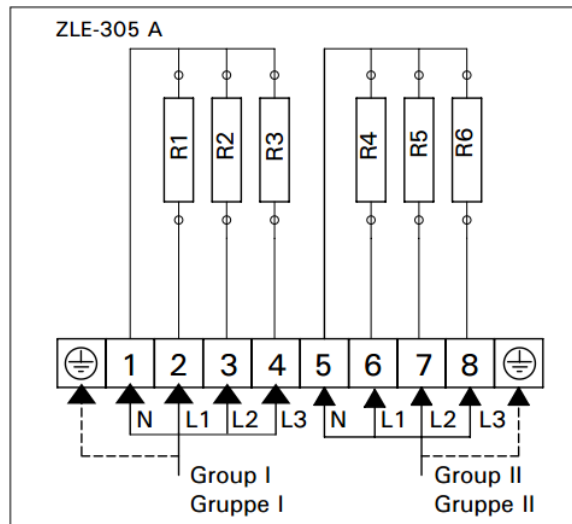 ZLE-305 A
R1 R2 R3 R4 R5 R6
1 2 3 4 5 6 7 8
N L1 L2 L3 N L1 L2 L3
Group I Group II
Gruppe I Gruppe II